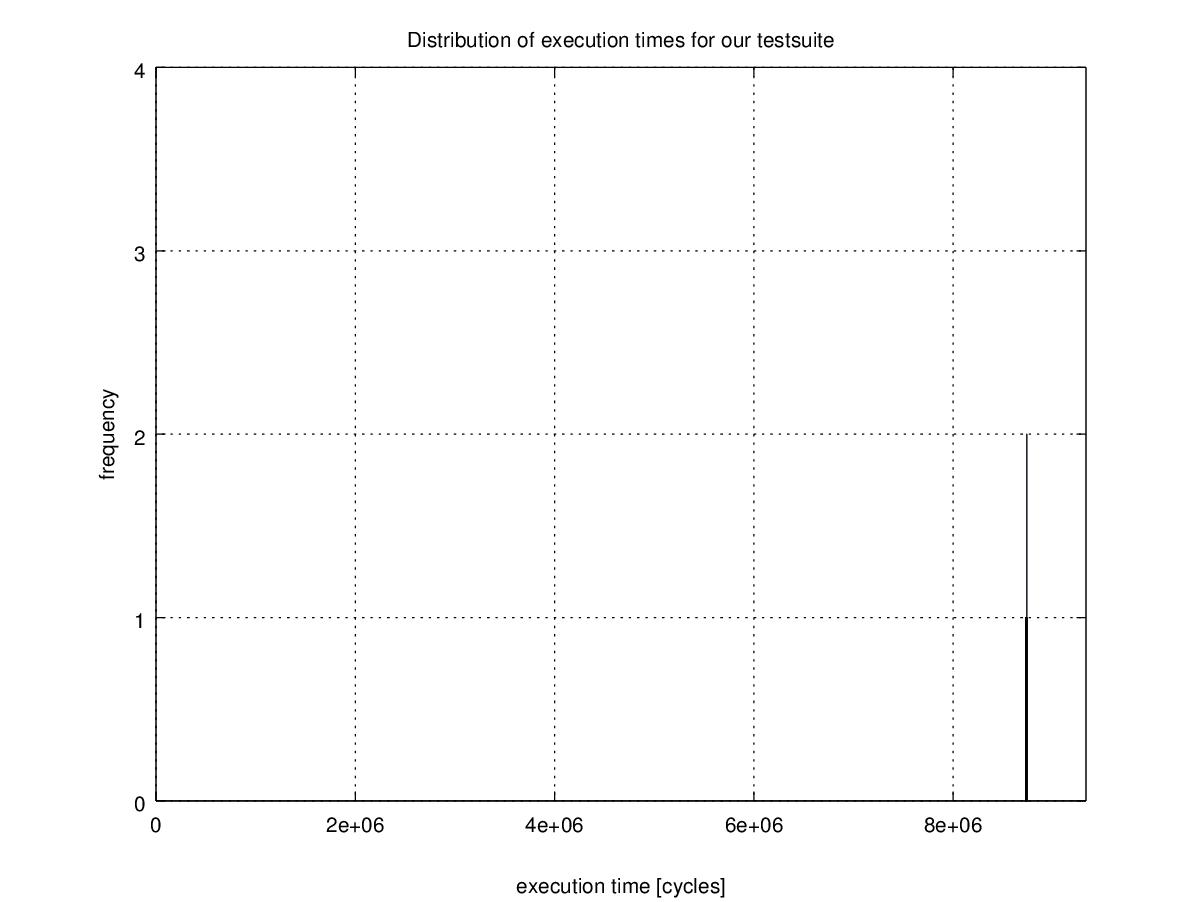 Distribution of execution times for our testsuite
4
3
2
1
0
frequency
0 2e+06 4e+06 6e+06 8e+06
execution time [cycles]